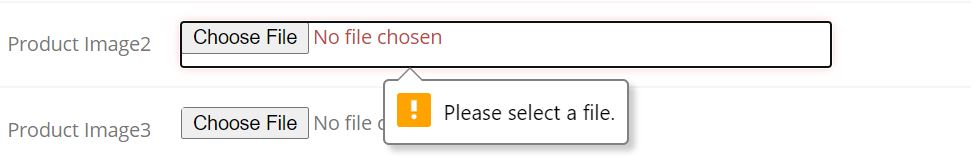 Product Image2 Choose File No file chosen
! Please select a file.
Product Image3 Choose File No file